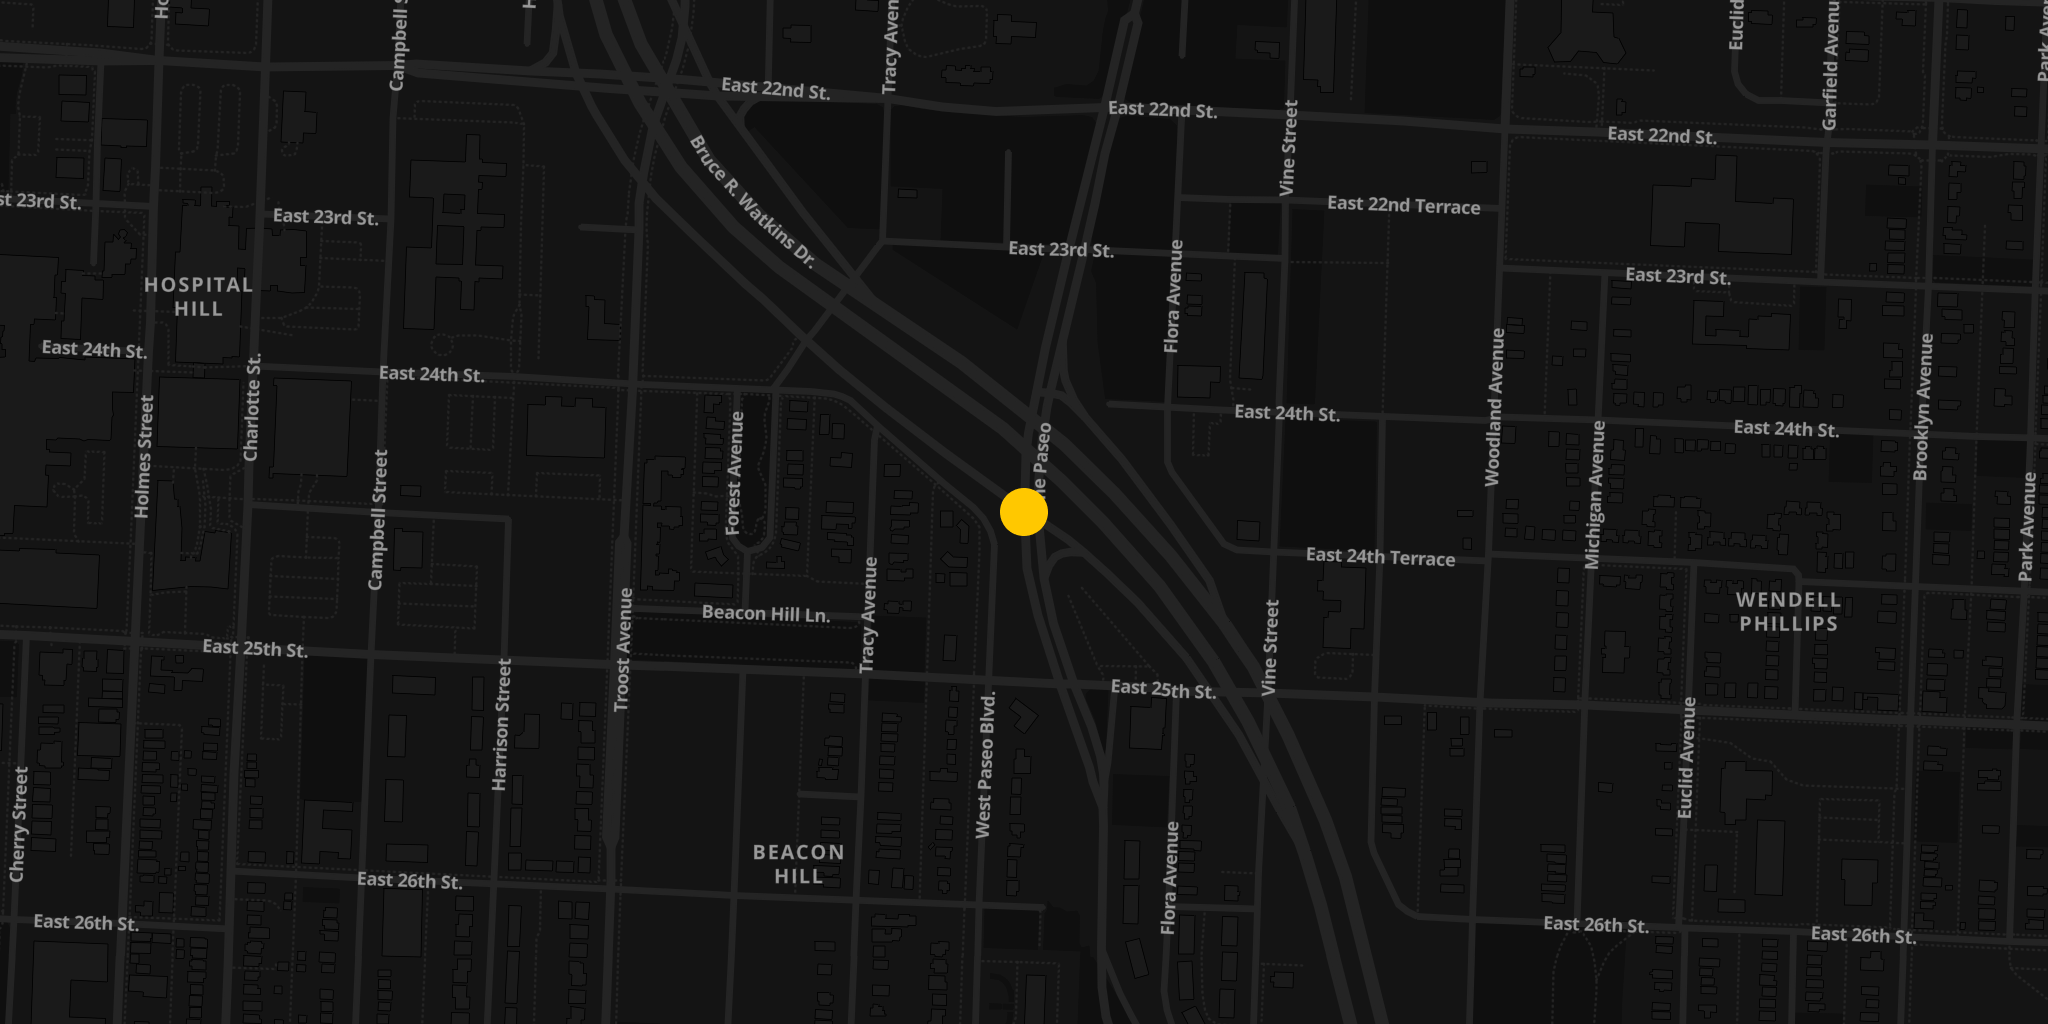 Campbell S
Tracy Aven
Euclid
Garfield Avenue
Park Av
East 22nd St.
East 22nd St.
East 22nd St.
Vine Street
Bruce R. Watkins Dr.
st 23rd St.
East 23rd St.
East 22nd Terrace
East 23rd St.
East 23rd St.
Flora Avenue
HOSPITAL
HILL
East 24th St.
Charlotte St.
East 24th St.
Holmes Street
Campbell Street
Forest Avenue
he Paseo
East 24th St.
Woodland Avenue
Michigan Avenue
East 24th St.
Brooklyn Avenue
Park Avenue
East 24th Terrace
WENDELL
PHILLIPS
Beacon Hill Ln.
Tracy Avenue
Troost Avenue
Vine Street
East 25th St.
Harrison Street
East 25th St.
West Paseo Blvd.
Euclid Avenue
Cherry Street
BEACON
HILL
Flora Avenue
East 26th St.
East 26th St.
East 26th St.
East 26th St.